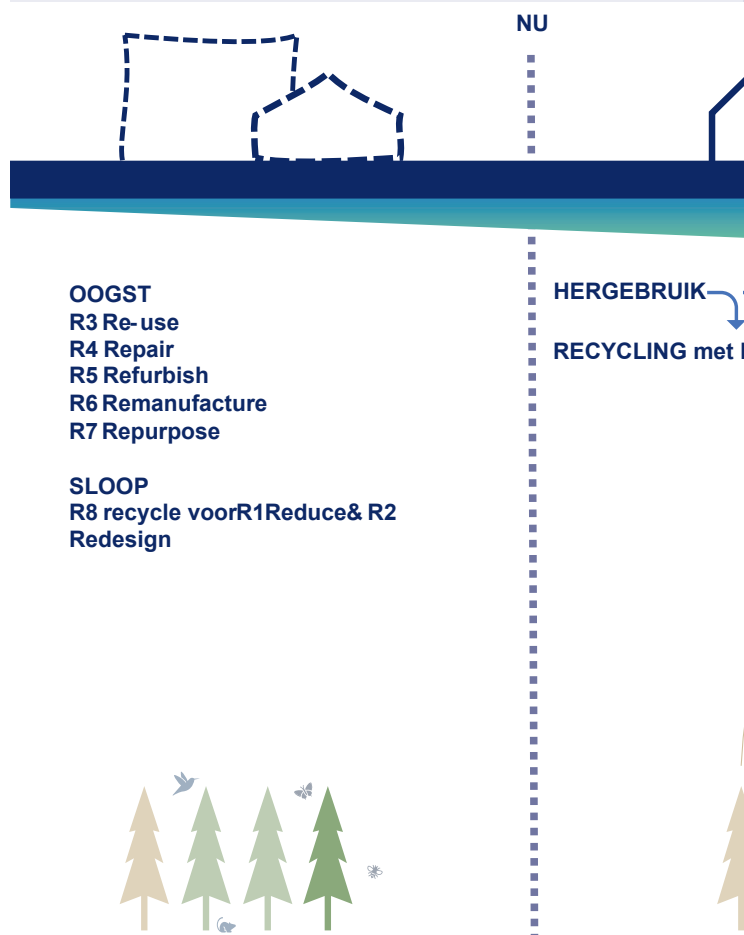 NU
OOGST
R3 Re-use
R4 Repair
R5 Refurbish
R6 Remanufacture
R7 Repurpose
SLOOP
R8 recycle voorR1Reduce& R2
Redesign
HERGEBRUIK
RECYCLING met